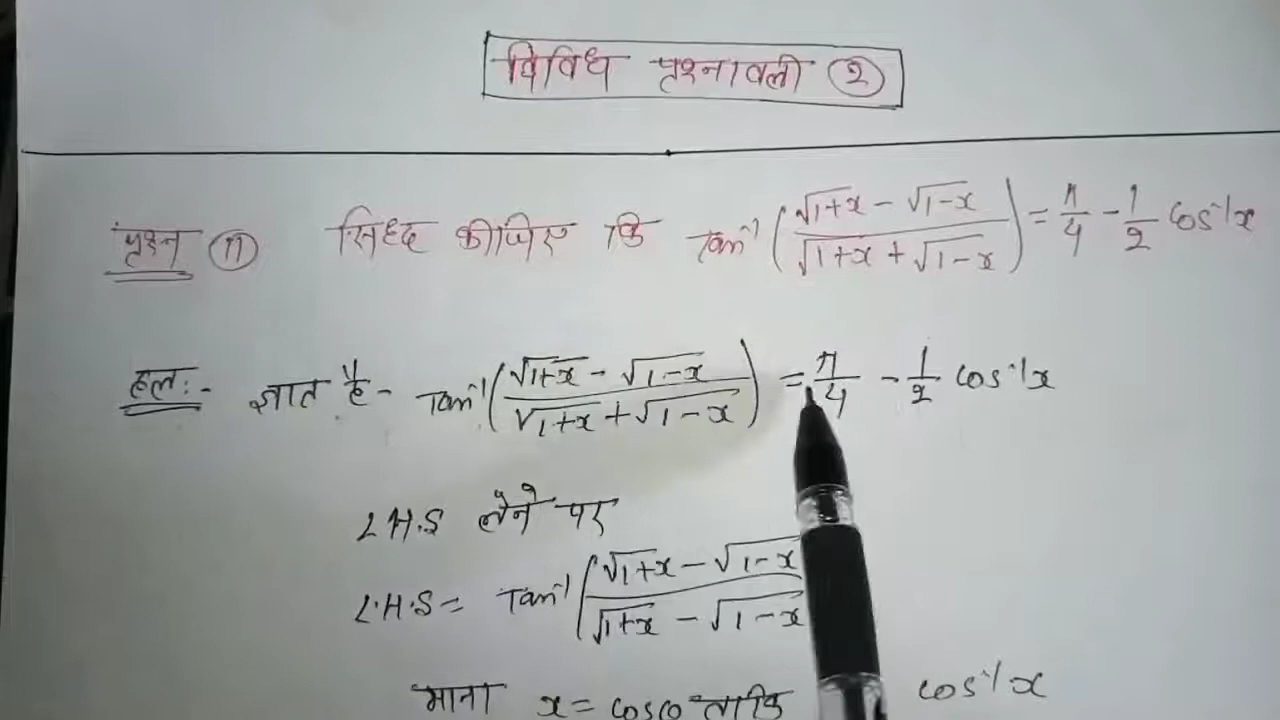 विविध प्रश्नावली (2)
प्रश्न (11) सिध्द कीजिए कि Tan⁻¹ (√1+x - √1-x / √1+x + √1-x) = π/4 - 1/2 cos⁻¹x
हलः- ज्ञात है- Tan⁻¹ (√1+x - √1-x / √1+x + √1-x) = π/4 - 1/2 cos⁻¹x
L.H.S लेने पर
L.H.S = Tan⁻¹ (√1+x - √1-x / √1+x - √1-x
माना x = cosθ ताकि cos⁻¹x